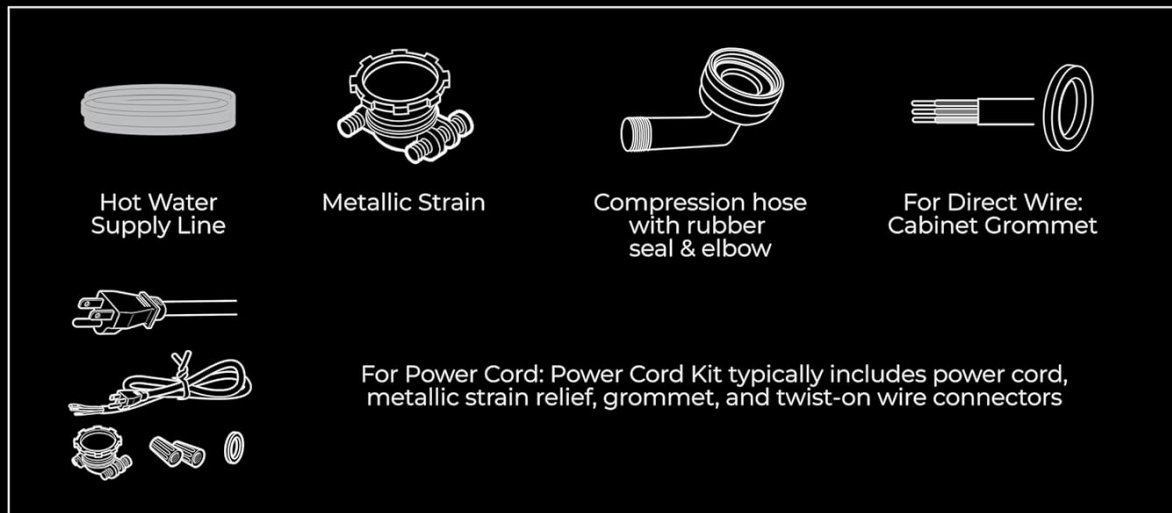 Hot Water
Supply Line
Metallic Strain
Compression hose
with rubber
seal & elbow
For Direct Wire:
Cabinet Grommet
For Power Cord: Power Cord Kit typically includes power cord,
metallic strain relief, grommet, and twist-on wire connectors